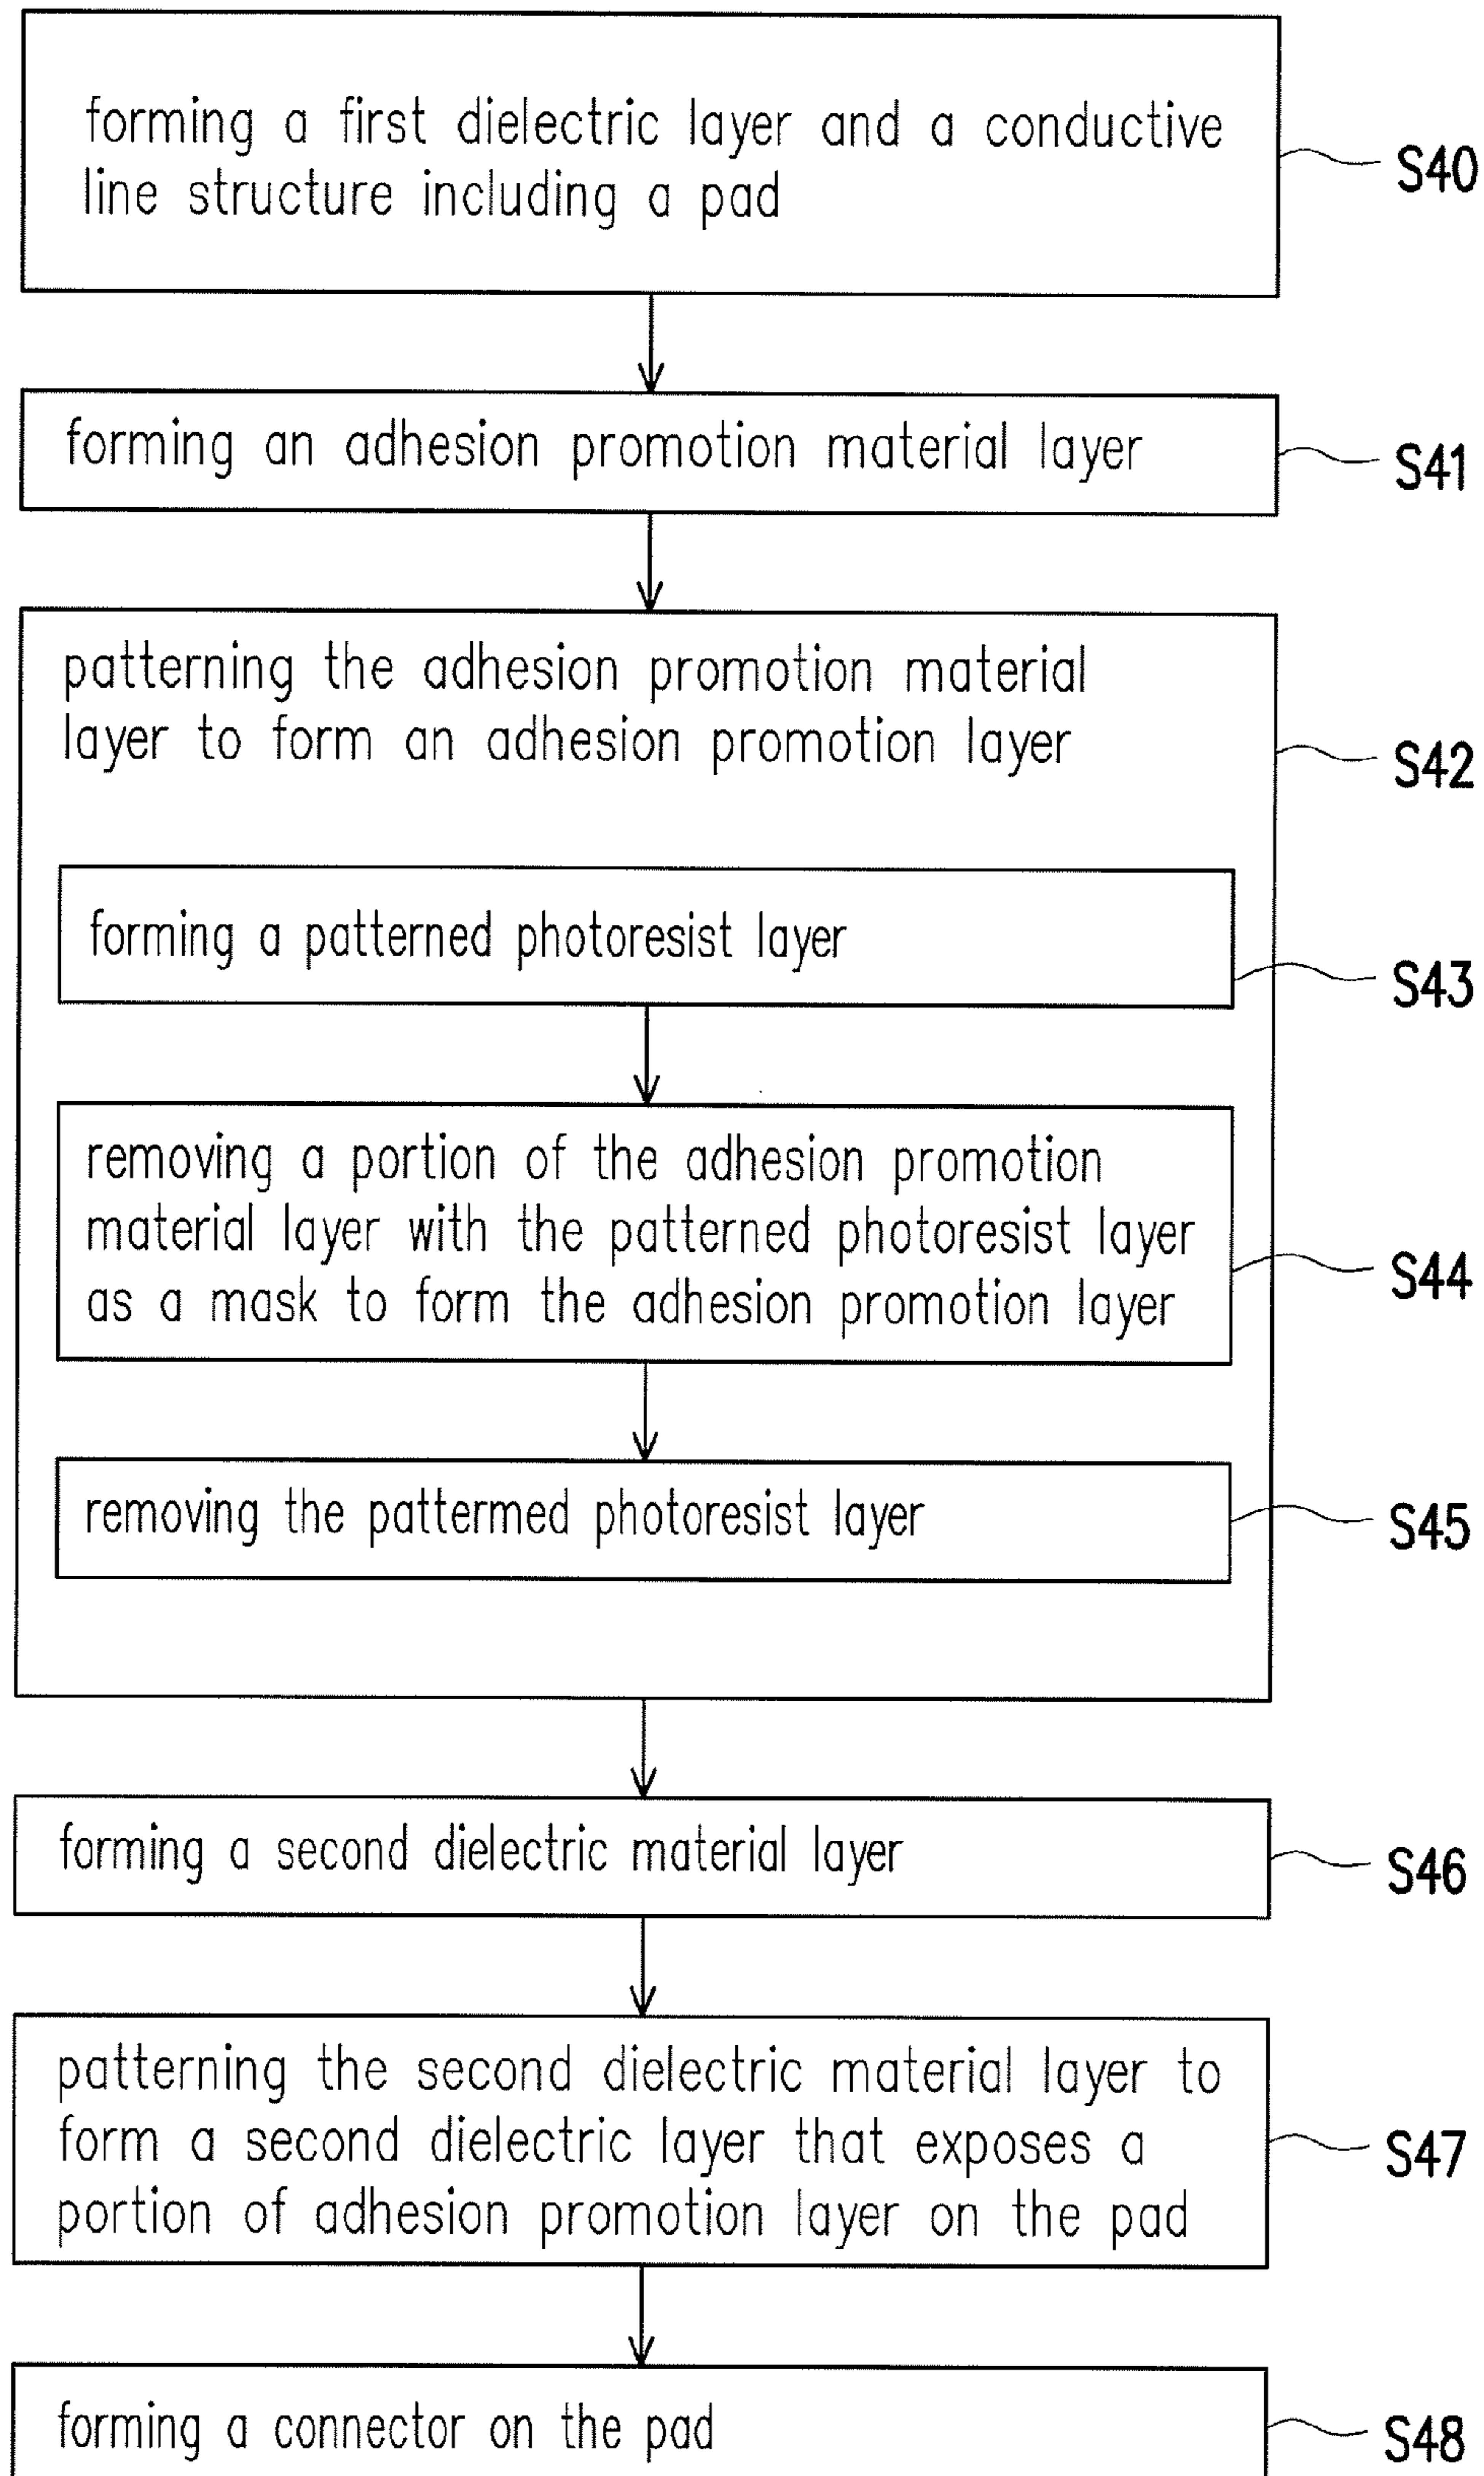 forming a first dielectric layer and a conductive
line structure including a pad
S40
forming an adhesion promotion material layer
S41
patterning the adhesion promotion material
layer to form an adhesion promotion layer
S42
forming a patterned photoresist layer
S43
removing a portion of the adhesion promotion
material layer with the patterned photoresist layer
as a mask to form the adhesion promotion layer
S44
removing the pattermed photoresist layer
S45
forming a second dielectric material layer
S46
patterning the second dielectric material layer to
form a second dielectric layer that exposes a
portion of adhesion promotion layer on the pad
S47
forming a connector on the pad
S48